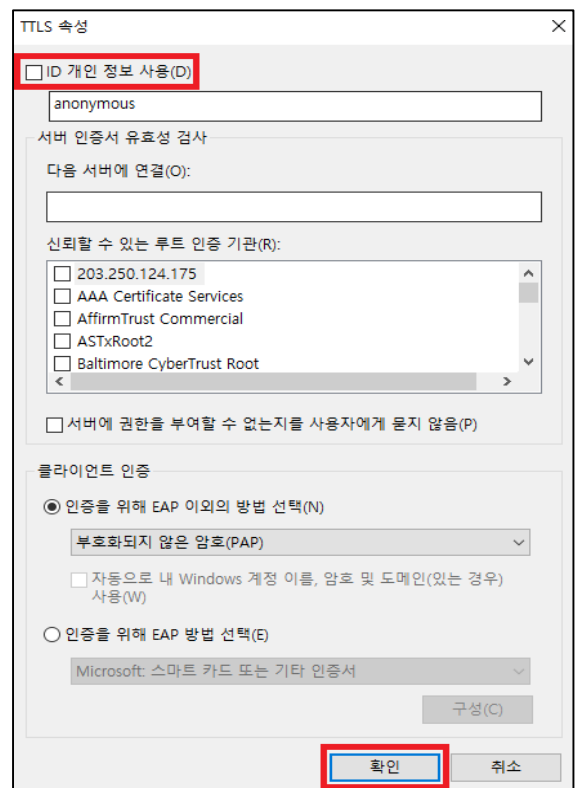 TTLS 속성
ID 개인 정보 사용(D)
anonymous
서버 인증서 유효성 검사
다음 서버에 연결(O):
신뢰할 수 있는 루트 인증 기관(R):
203.250.124.175
AAA Certificate Services
AffirmTrust Commercial
ASTxRoot2
Baltimore CyberTrust Root
서버에 권한을 부여할 수 없는지를 사용자에게 묻지 않음(P)
클라이언트 인증
인증을 위해 EAP 이외의 방법 선택(N)
부호화되지 않은 암호(PAP)
자동으로 내 Windows 계정 이름, 암호 및 도메인(있는 경우)
사용(W)
인증을 위해 EAP 방법 선택(E)
Microsoft: 스마트 카드 또는 기타 인증서
구성(C)
확인 취소